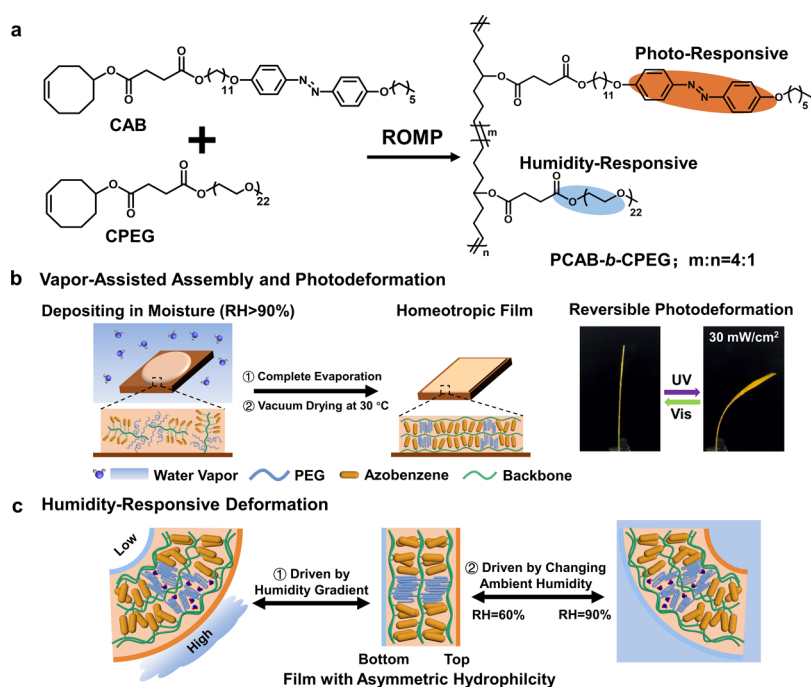 a
CAB
11
5
+
CPEG
22
ROMP
Photo-Responsive
11
5
m
Humidity-Responsive
22
n
PCAB-b-CPEG; m:n=4:1
b Vapor-Assisted Assembly and Photodeformation
Depositing in Moisture (RH>90%)
① Complete Evaporation
② Vacuum Drying at 30 °C
Homeotropic Film
Reversible Photodeformation
30 mW/cm²
UV
Vis
Water Vapor
PEG
Azobenzene
Backbone
c Humidity-Responsive Deformation
Low
High
① Driven by
Humidity Gradient
② Driven by Changing
Ambient Humidity
RH=60%
RH=90%
Bottom
Top
Film with Asymmetric Hydrophilcity